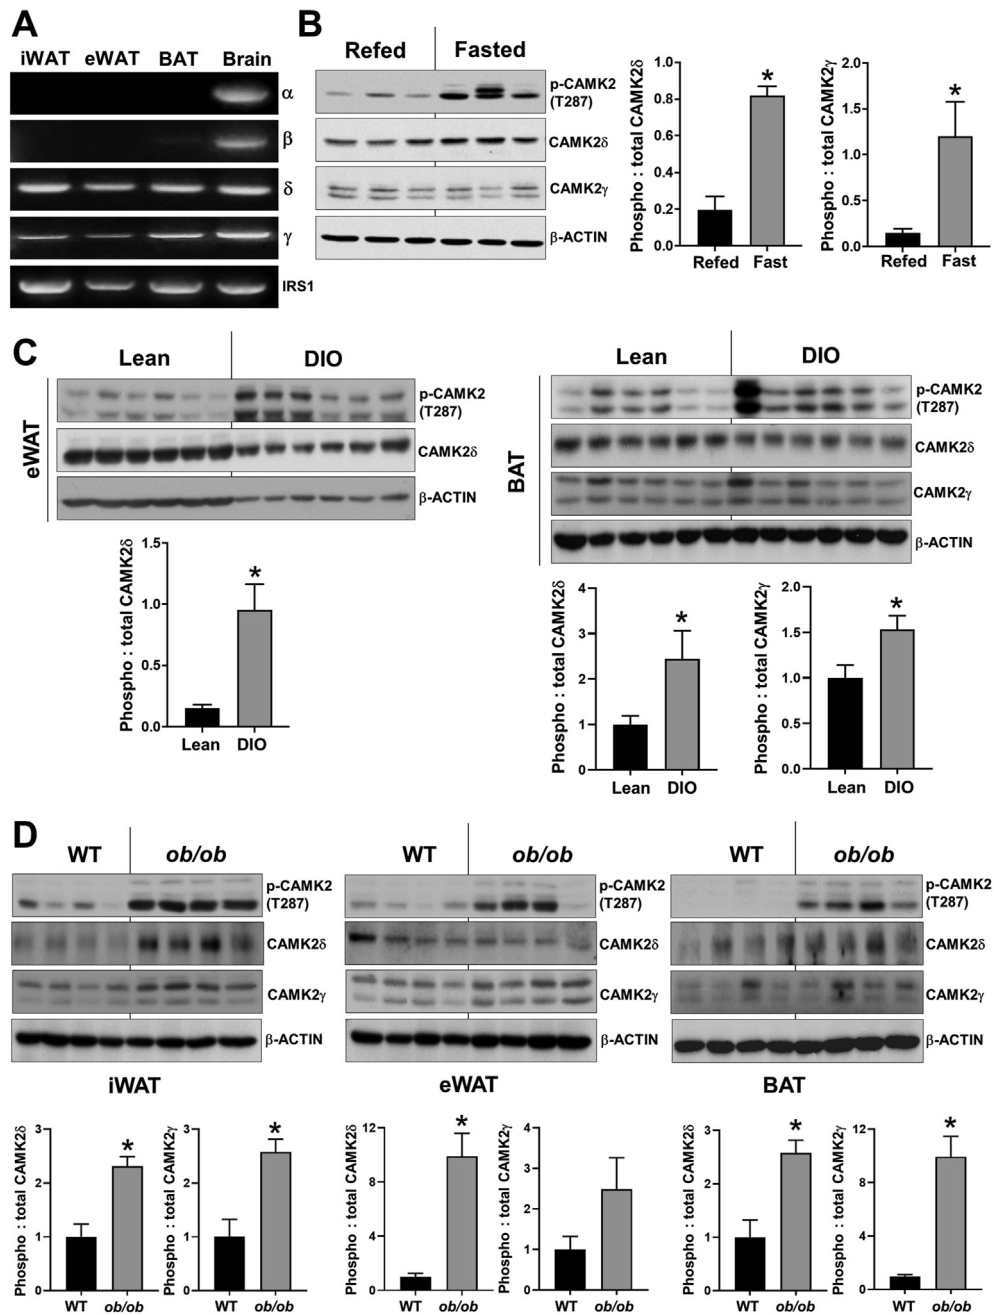 A
iWAT eWAT BAT Brain
α
β
δ
γ
IRS1
B
Refed Fasted
p-CAMK2
(T287)
CAMK2δ
CAMK2γ
β-ACTIN
Phospho : total CAMK2δ
1.0
0.8
0.6
0.4
0.2
0.0
*
Refed Fast
Phospho : total CAMK2γ
2.0
1.5
1.0
0.5
0.0
*
Refed Fast
C
Lean DIO
eWAT
p-CAMK2
(T287)
CAMK2δ
β-ACTIN
Phospho : total CAMK2δ
1.5
1.0
0.5
0.0
*
Lean DIO
Lean DIO
BAT
p-CAMK2
(T287)
CAMK2δ
CAMK2γ
β-ACTIN
Phospho : total CAMK2δ
4
3
2
1
0
*
Lean DIO
Phospho : total CAMK2γ
2.0
1.5
1.0
0.5
0.0
*
Lean DIO
D
WT ob/ob
p-CAMK2
(T287)
CAMK2δ
CAMK2γ
β-ACTIN
iWAT
WT ob/ob
p-CAMK2
(T287)
CAMK2δ
CAMK2γ
β-ACTIN
eWAT
WT ob/ob
p-CAMK2
(T287)
CAMK2δ
CAMK2γ
β-ACTIN
BAT
Phospho : total CAMK2δ
3
2
1
0
*
WT ob/ob
Phospho : total CAMK2γ
3
2
1
0
*
WT ob/ob
Phospho : total CAMK2δ
12
8
4
0
*
WT ob/ob
Phospho : total CAMK2γ
4
3
2
1
0
WT ob/ob
Phospho : total CAMK2δ
3
2
1
0
*
WT ob/ob
Phospho : total CAMK2γ
12
8
4
0
*
WT ob/ob